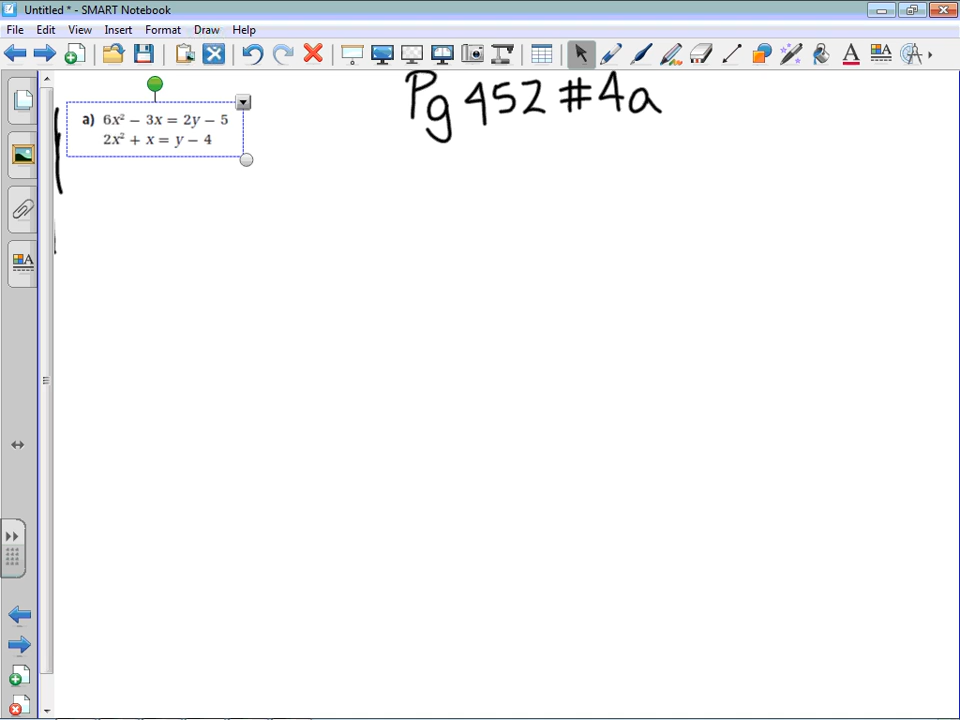 Untitled * - SMART Notebook
File Edit View Insert Format Draw Help
Pg 452 #4a
a) 6x² − 3x = 2y − 5
2x² + x = y − 4